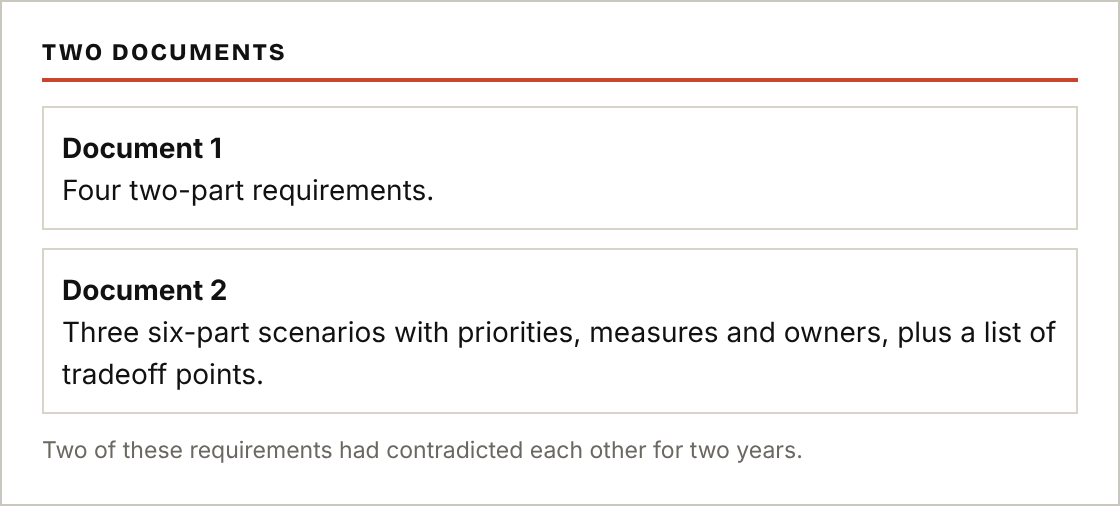 TWO DOCUMENTS
Document 1
Four two-part requirements.
Document 2
Three six-part scenarios with priorities, measures and owners, plus a list of
tradeoff points.
Two of these requirements had contradicted each other for two years.